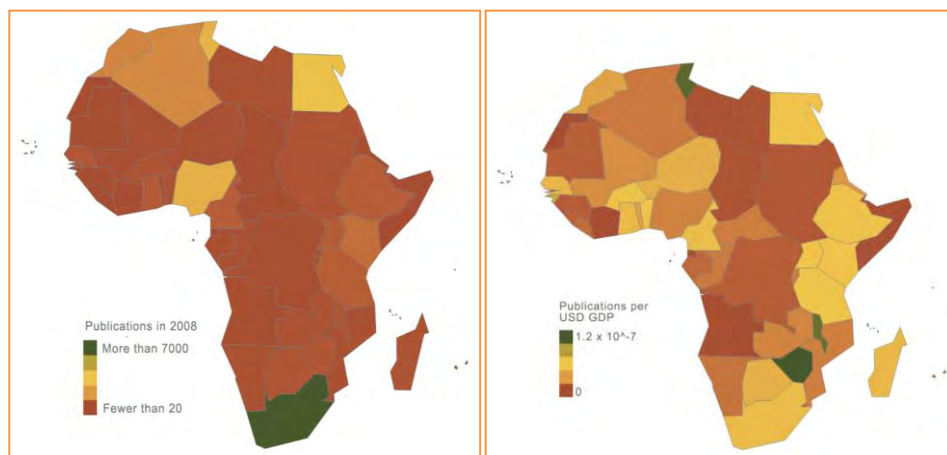 Publications in 2008
More than 7000
Fewer than 20
Publications per
USD GDP
1.2 x 10^-7
0